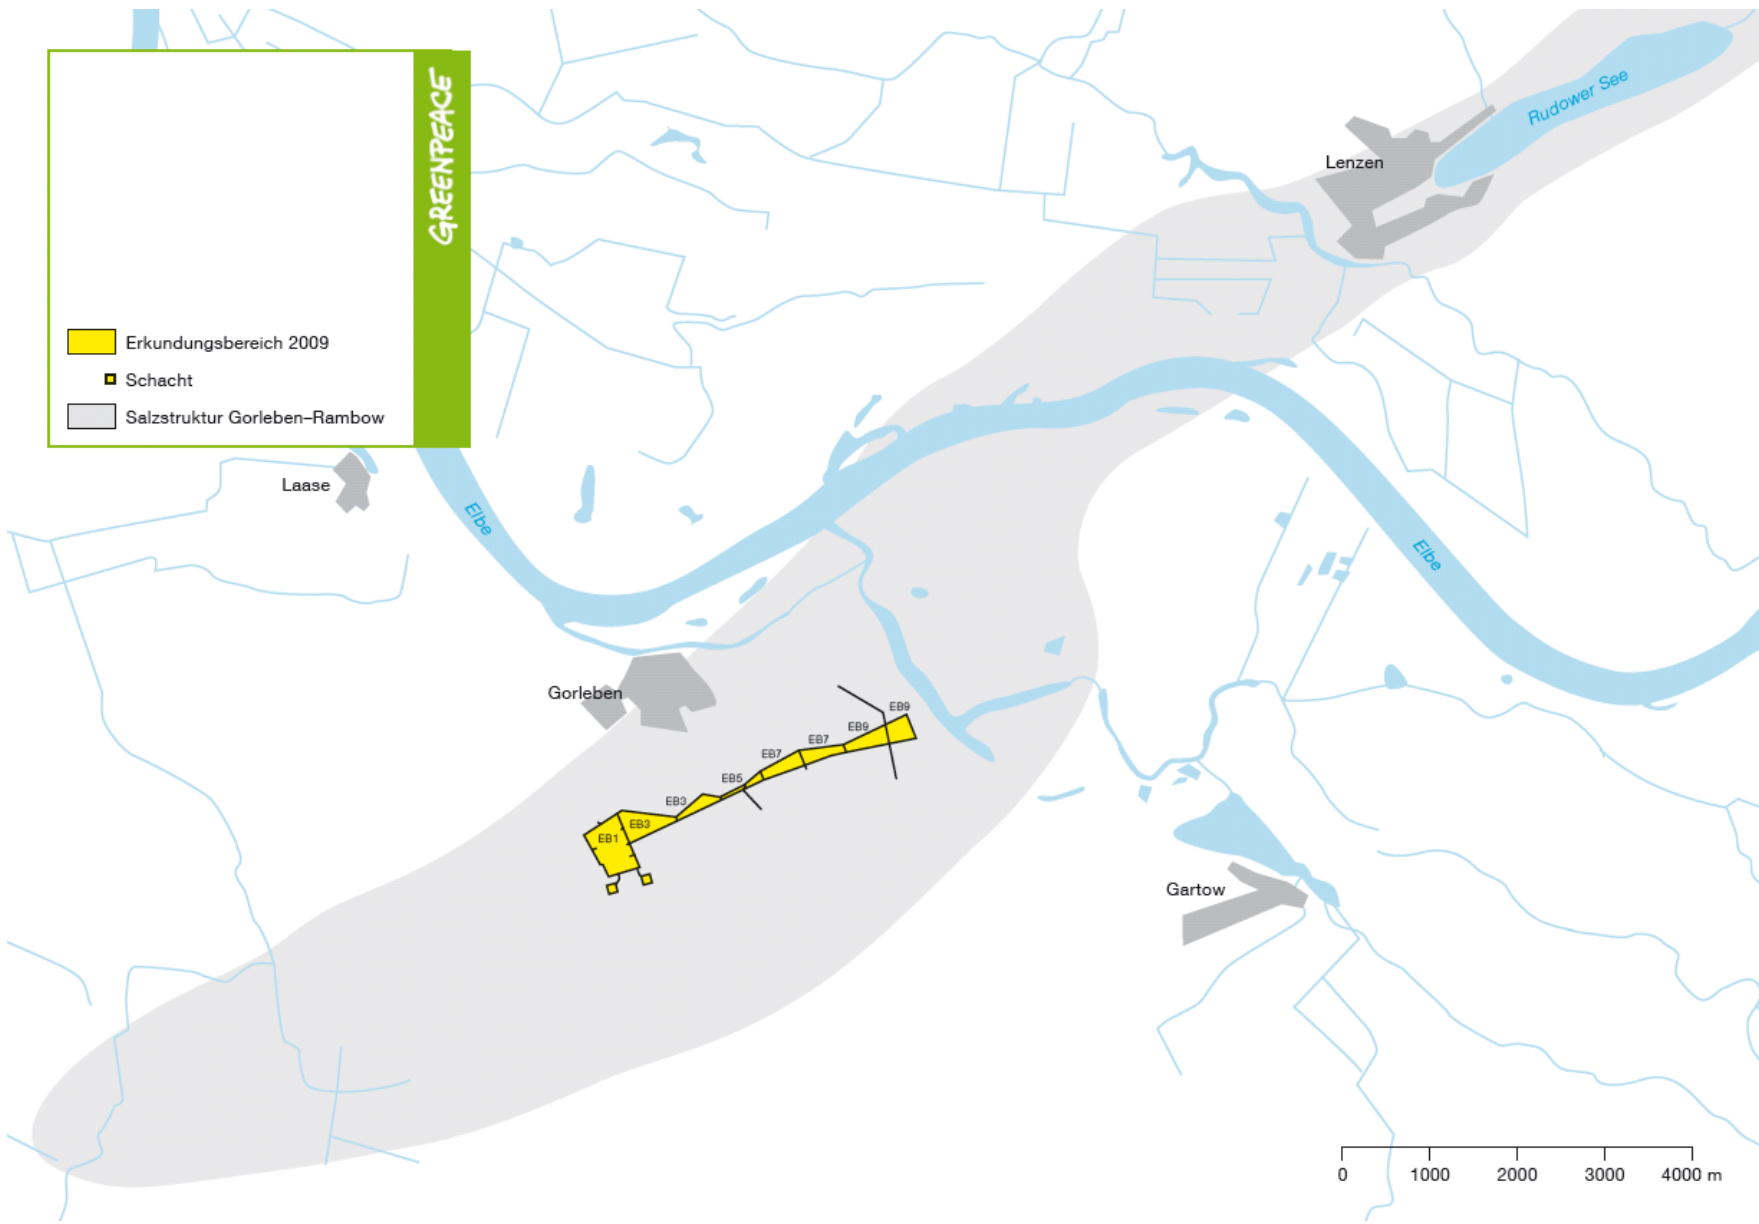 GREENPEACE
Erkundungsbereich 2009
Schacht
Salzstruktur Gorleben–Rambow
Rudower See
Lenzen
Laase
Elbe
Elbe
Gorleben
EB9
EB9
EB7
EB7
EB5
EB3
EB3
EB1
Gartow
0 1000 2000 3000 4000 m